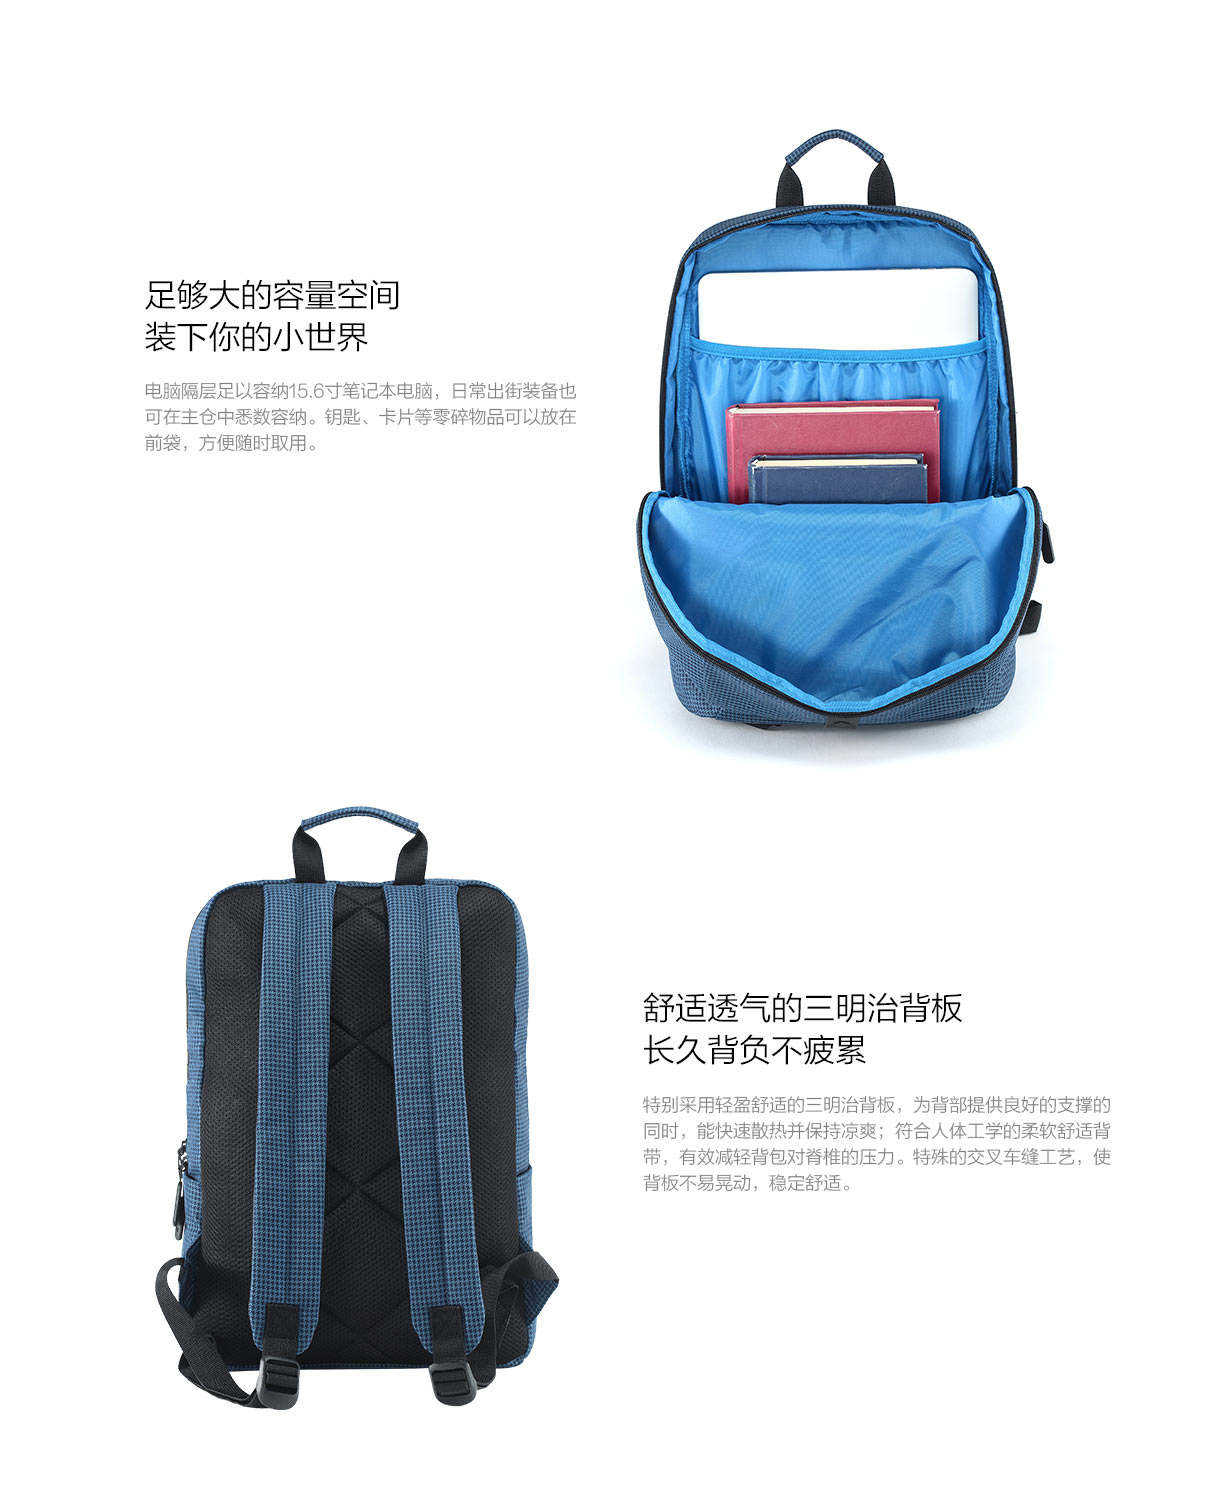 足够大的容量空间
装下你的小世界
电脑隔层足以容纳15.6寸笔记本电脑，日常出街装备也
可在主仓中悉数容纳。钥匙、卡片等零碎物品可以放在
前袋，方便随时取用。
舒适透气的三明治背板
长久背负不疲累
特别采用轻盈舒适的三明治背板，为背部提供良好的支撑的
同时，能快速散热并保持凉爽；符合人体工学的柔软舒适背
带，有效减轻背包对脊椎的压力。特殊的交叉车缝工艺，使
背板不易晃动，稳定舒适。